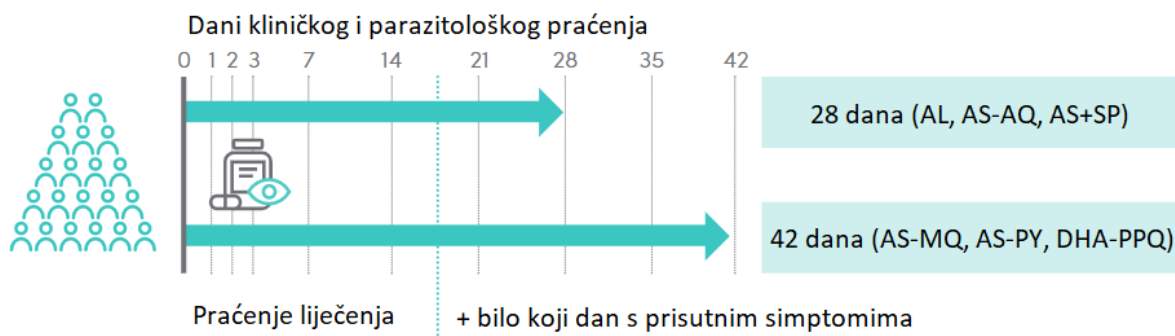 Dani kliničkog i parazitološkog praćenja
0 1 2 3 7 14 21 28 35 42
28 dana (AL, AS-AQ, AS+SP)
42 dana (AS-MQ, AS-PY, DHA-PPQ)
Praćenje liječenja
+ bilo koji dan s prisutnim simptomima